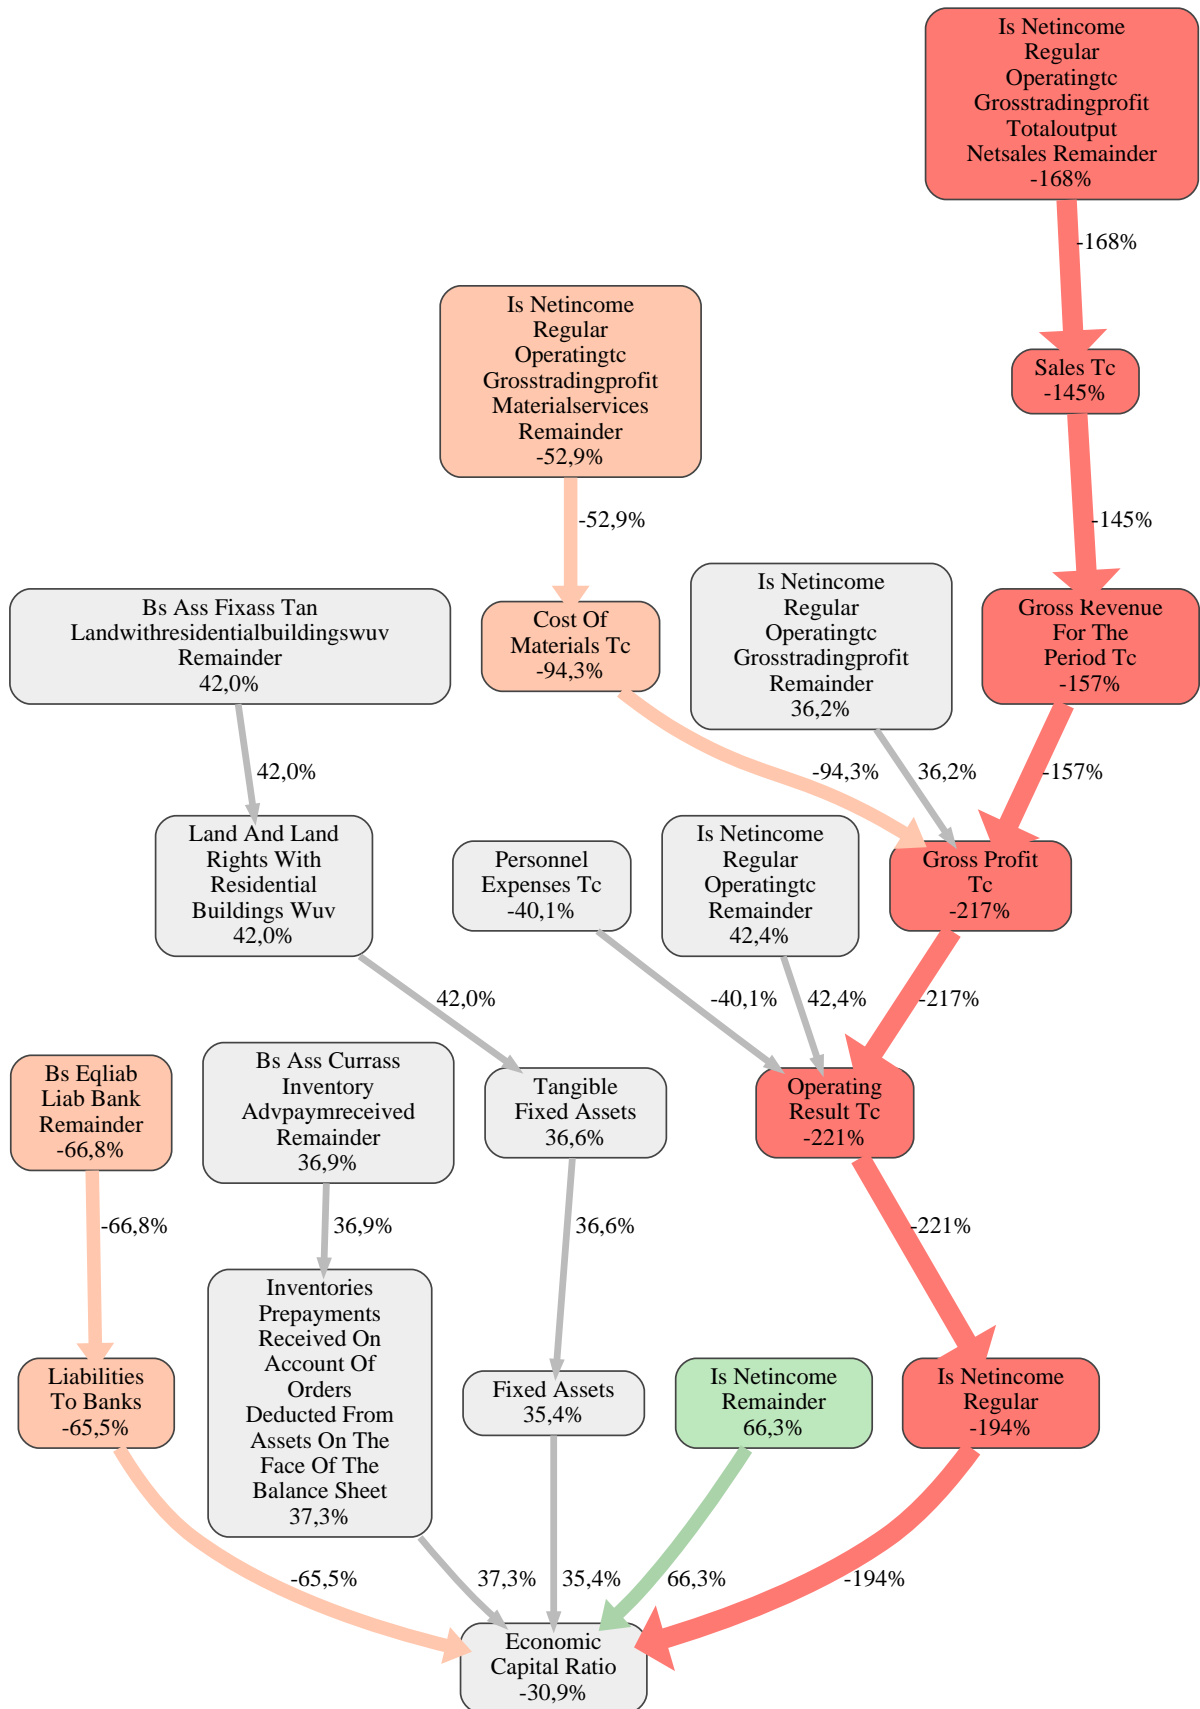 Is Netincome
Regular
Operatingtc
Grosstradingprofit
Totaloutput
Netsales Remainder
-168%
-168%
Is Netincome
Regular
Operatingtc
Grosstradingprofit
Materialservices
Remainder
-52,9%
Sales Tc
-145%
-52,9%
-145%
Bs Ass Fixass Tan
Landwithresidentialbuildingswuv
Remainder
42,0%
Cost Of
Materials Tc
-94,3%
Is Netincome
Regular
Operatingtc
Grosstradingprofit
Remainder
36,2%
Gross Revenue
For The
Period Tc
-157%
42,0%
-94,3%
36,2%
-157%
Land And Land
Rights With
Residential
Buildings Wuv
42,0%
Personnel
Expenses Tc
-40,1%
Is Netincome
Regular
Operatingtc
Remainder
42,4%
Gross Profit
Tc
-217%
42,0%
-40,1%
42,4%
-217%
Bs Eqliab
Liab Bank
Remainder
-66,8%
Bs Ass Currass
Inventory
Advpaymreceived
Remainder
36,9%
Tangible
Fixed Assets
36,6%
Operating
Result Tc
-221%
-66,8%
36,9%
36,6%
-221%
Liabilities
To Banks
-65,5%
Inventories
Prepayments
Received On
Account Of
Orders
Deducted From
Assets On The
Face Of The
Balance Sheet
37,3%
Fixed Assets
35,4%
Is Netincome
Remainder
66,3%
Is Netincome
Regular
-194%
-65,5%
37,3%
35,4%
66,3%
-194%
Economic
Capital Ratio
-30,9%